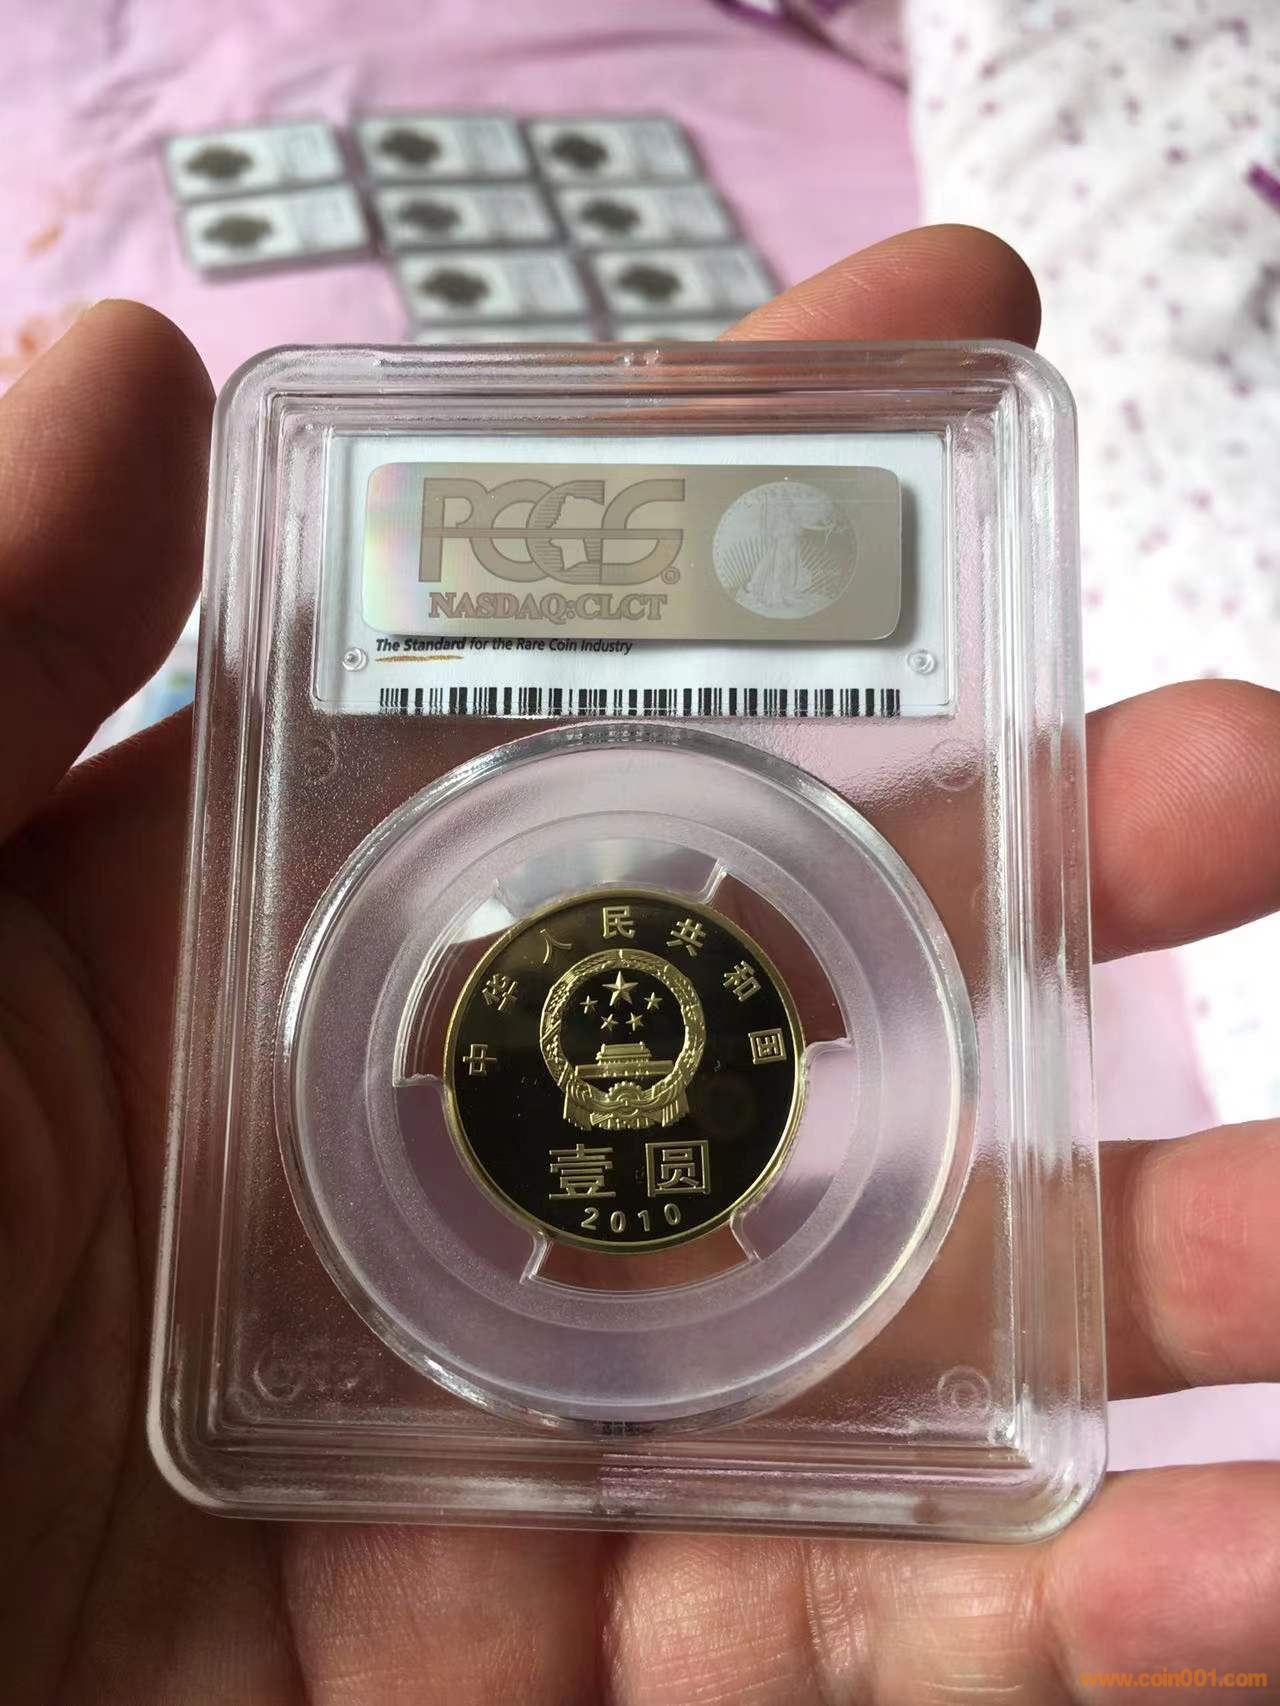 PCGS
NASDAQ:CLCT
The Standard for the Rare Coin Industry
中华人民共和国
壹圆
2010
www.coin001.com